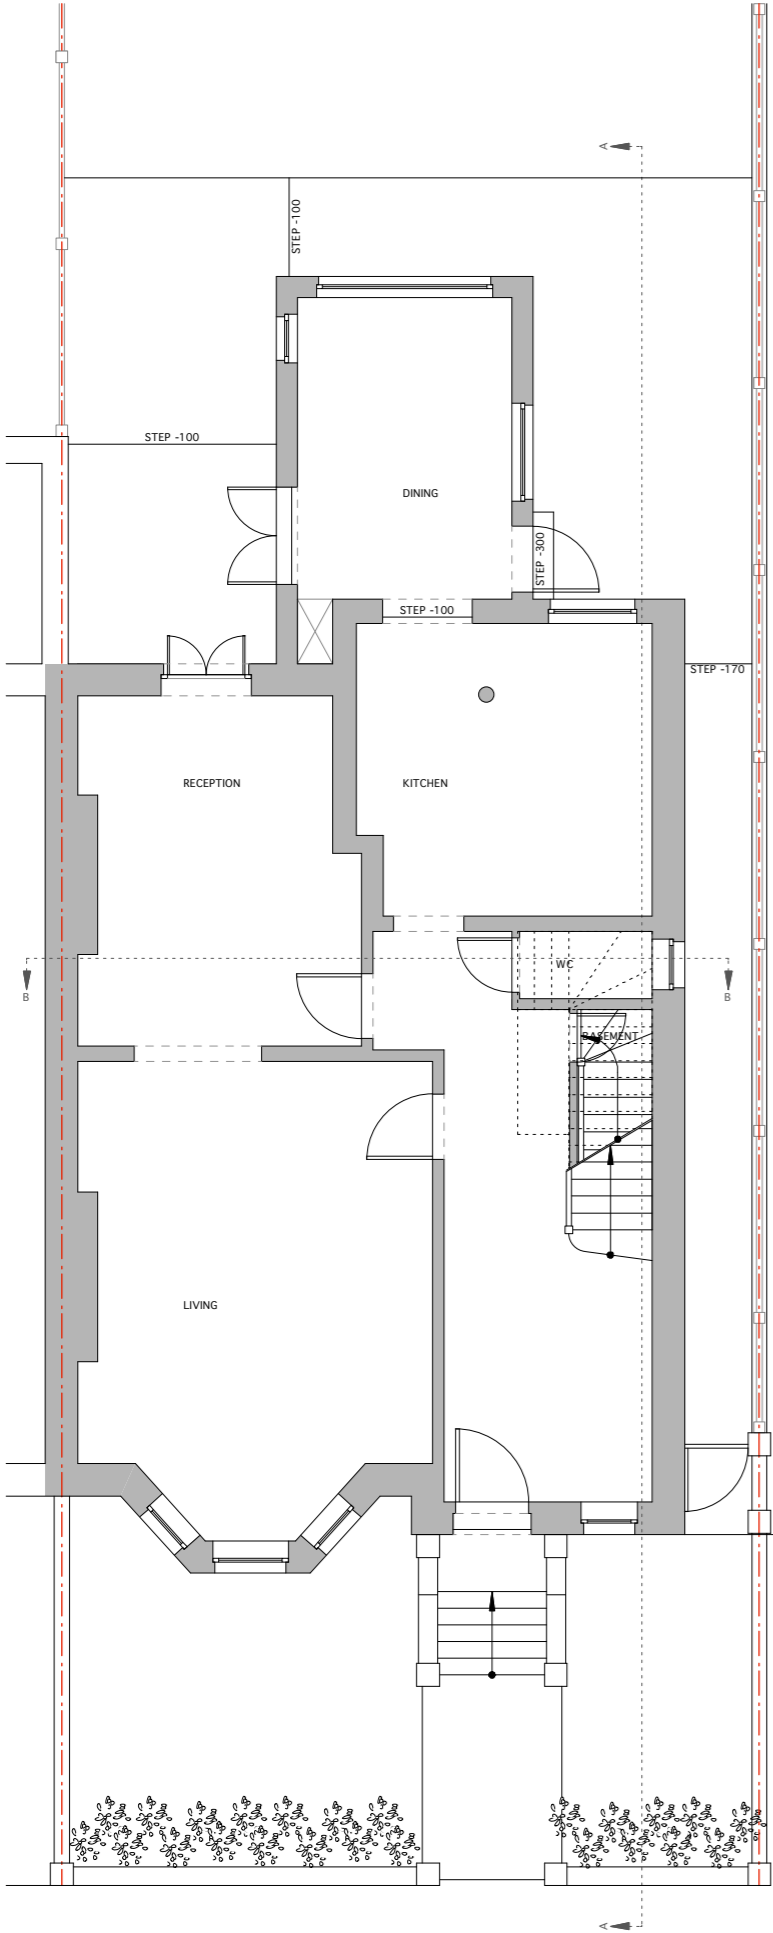 A
STEP -100
STEP -100
DINING
STEP -300
STEP -100
STEP -170
RECEPTION
KITCHEN
WC
B
B
BASEMENT
LIVING
A